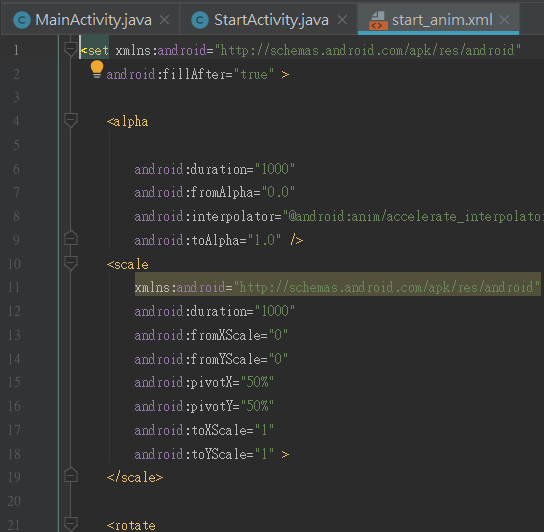 MainActivity.java × StartActivity.java × start_anim.xml ×
1 <set xmlns:android="http://schemas.android.com/apk/res/android"
2 android:fillAfter="true" >
3
4 <alpha
5
6 android:duration="1000"
7 android:fromAlpha="0.0"
8 android:interpolator="@android:anim/accelerate_interpolator
9 android:toAlpha="1.0" />
10 <scale
11 xmlns:android="http://schemas.android.com/apk/res/android"
12 android:duration="1000"
13 android:fromXScale="0"
14 android:fromYScale="0"
15 android:pivotX="50%"
16 android:pivotY="50%"
17 android:toXScale="1"
18 android:toYScale="1" >
19 </scale>
20
21 <rotate